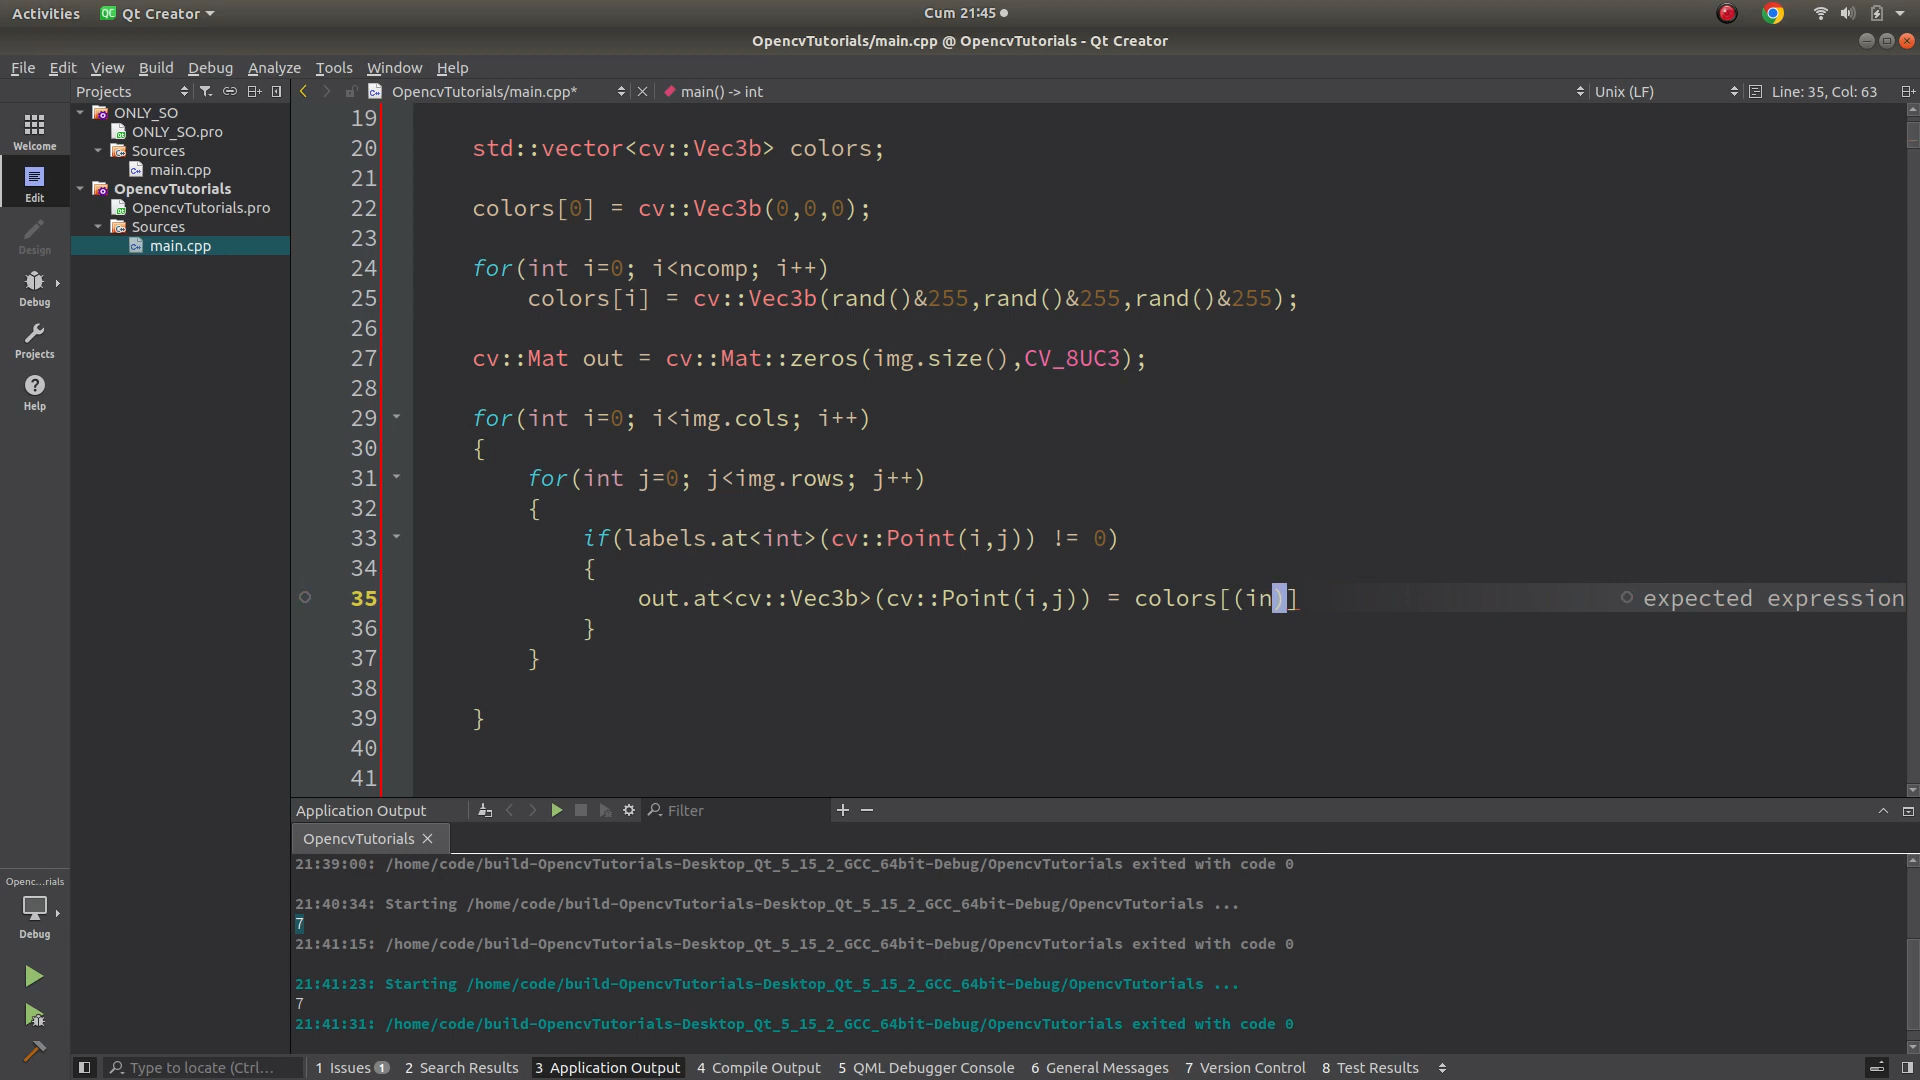 Activities Qt Creator Cum 21:45
OpencvTutorials/main.cpp @ OpencvTutorials - Qt Creator
File Edit View Build Debug Analyze Tools Window Help
Projects OpencvTutorials/main.cpp* main() -> int Unix (LF) Line: 35, Col: 63
Welcome
Edit
Design
Debug
Projects
Help
ONLY_SO
ONLY_SO.pro
Sources
main.cpp
OpencvTutorials
OpencvTutorials.pro
Sources
main.cpp
19
20 std::vector<cv::Vec3b> colors;
21
22 colors[0] = cv::Vec3b(0,0,0);
23
24 for(int i=0; i<ncomp; i++)
25 colors[i] = cv::Vec3b(rand()&255,rand()&255,rand()&255);
26
27 cv::Mat out = cv::Mat::zeros(img.size(),CV_8UC3);
28
29 for(int i=0; i<img.cols; i++)
30 {
31 for(int j=0; j<img.rows; j++)
32 {
33 if(labels.at<int>(cv::Point(i,j)) != 0)
34 {
35 out.at<cv::Vec3b>(cv::Point(i,j)) = colors[(in)] expected expression
36 }
37 }
38
39 }
40
41
Application Output Filter
OpencvTutorials
21:39:00: /home/code/build-OpencvTutorials-Desktop_Qt_5_15_2_GCC_64bit-Debug/OpencvTutorials exited with code 0
21:40:34: Starting /home/code/build-OpencvTutorials-Desktop_Qt_5_15_2_GCC_64bit-Debug/OpencvTutorials ...
7
21:41:15: /home/code/build-OpencvTutorials-Desktop_Qt_5_15_2_GCC_64bit-Debug/OpencvTutorials exited with code 0
21:41:23: Starting /home/code/build-OpencvTutorials-Desktop_Qt_5_15_2_GCC_64bit-Debug/OpencvTutorials ...
7
21:41:31: /home/code/build-OpencvTutorials-Desktop_Qt_5_15_2_GCC_64bit-Debug/OpencvTutorials exited with code 0
Openc...rials
Debug
Type to locate (Ctrl... 1 Issues 1 2 Search Results 3 Application Output 4 Compile Output 5 QML Debugger Console 6 General Messages 7 Version Control 8 Test Results